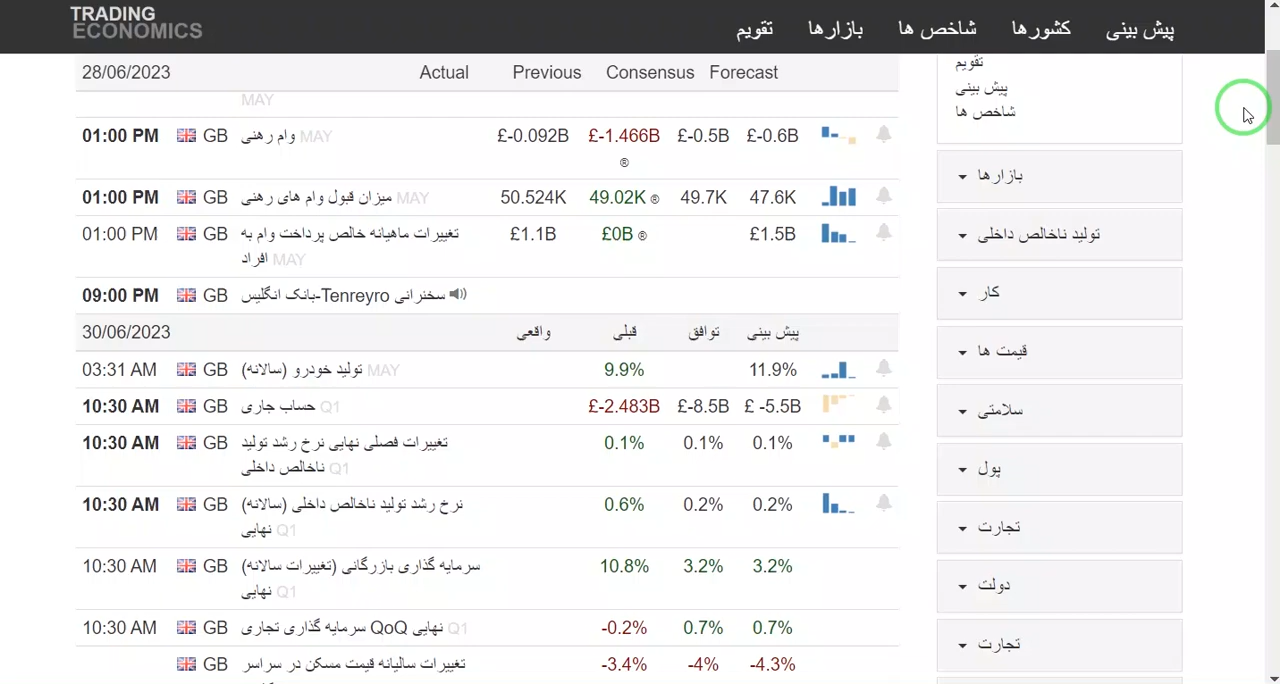 TRADING
ECONOMICS
پیش بینی کشورها شاخص ها بازارها تقویم
28/06/2023 Actual Previous Consensus Forecast
MAY
01:00 PM GB وام رهنی MAY £-0.092B £-1.466B £-0.5B £-0.6B
®
01:00 PM GB میزان قبول وام های رهنی MAY 50.524K 49.02K ® 49.7K 47.6K
01:00 PM GB تغییرات ماهیانه خالص پرداخت وام به £1.1B £0B ® £1.5B
افراد MAY
09:00 PM GB سخنرانی Tenreyro-بانک انگلیس
30/06/2023 واقعی قبلی توافق پیش بینی
03:31 AM GB تولید خودرو (سالانه) MAY 9.9% 11.9%
10:30 AM GB حساب جاری Q1 £-2.483B £-8.5B £ -5.5B
10:30 AM GB تغییرات فصلی نهایی نرخ رشد تولید 0.1% 0.1% 0.1%
ناخالص داخلی Q1
10:30 AM GB نرخ رشد تولید ناخالص داخلی (سالانه) 0.6% 0.2% 0.2%
نهایی Q1
10:30 AM GB سرمایه گذاری بازرگانی (تغییرات سالانه) 10.8% 3.2% 3.2%
نهایی Q1
10:30 AM GB نهایی QoQ سرمایه گذاری تجاری Q1 -0.2% 0.7% 0.7%
GB تغییرات سالیانه قیمت مسکن در سراسر -3.4% -4% -4.3%
تقویم
پیش بینی
شاخص ها
بازارها
تولید ناخالص داخلی
کار
قیمت ها
سلامتی
پول
تجارت
دولت
تجارت